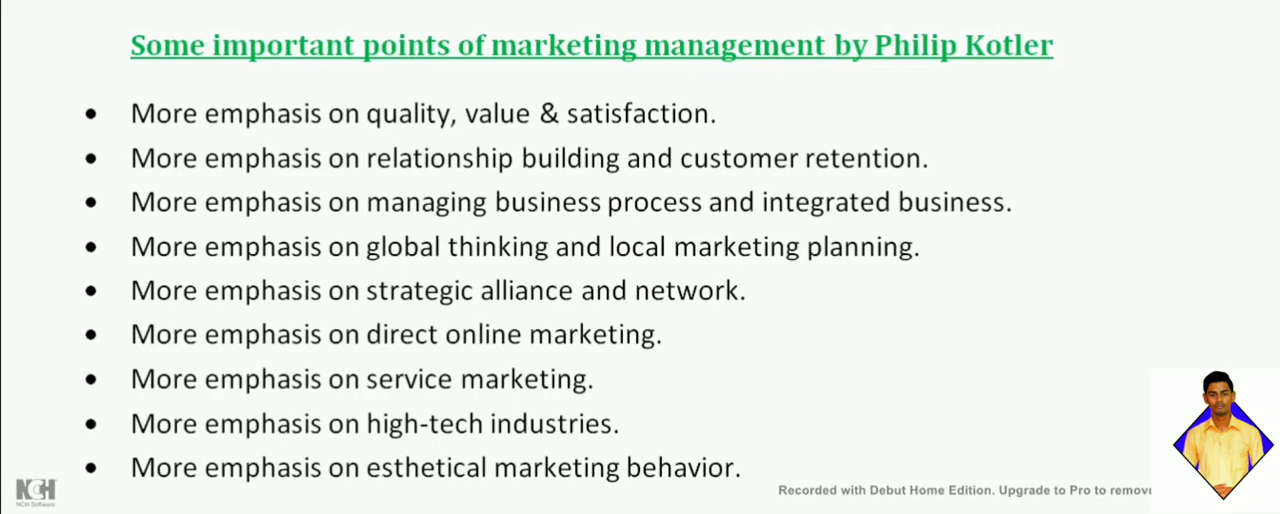 Some important points of marketing management by Philip Kotler
• More emphasis on quality, value & satisfaction.
• More emphasis on relationship building and customer retention.
• More emphasis on managing business process and integrated business.
• More emphasis on global thinking and local marketing planning.
• More emphasis on strategic alliance and network.
• More emphasis on direct online marketing.
• More emphasis on service marketing.
• More emphasis on high-tech industries.
• More emphasis on esthetical marketing behavior.
NCH
NCH Software
Recorded with Debut Home Edition. Upgrade to Pro to remove